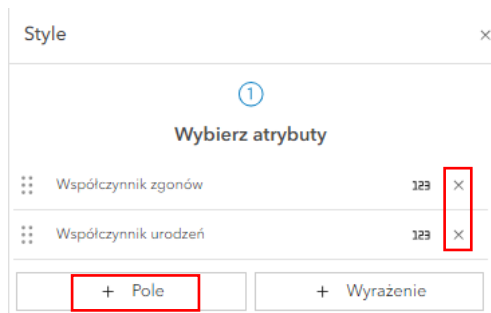 Style ×
1
Wybierz atrybuty
Współczynnik zgonów 123 ×
Współczynnik urodzeń 123 ×
+ Pole + Wyrażenie